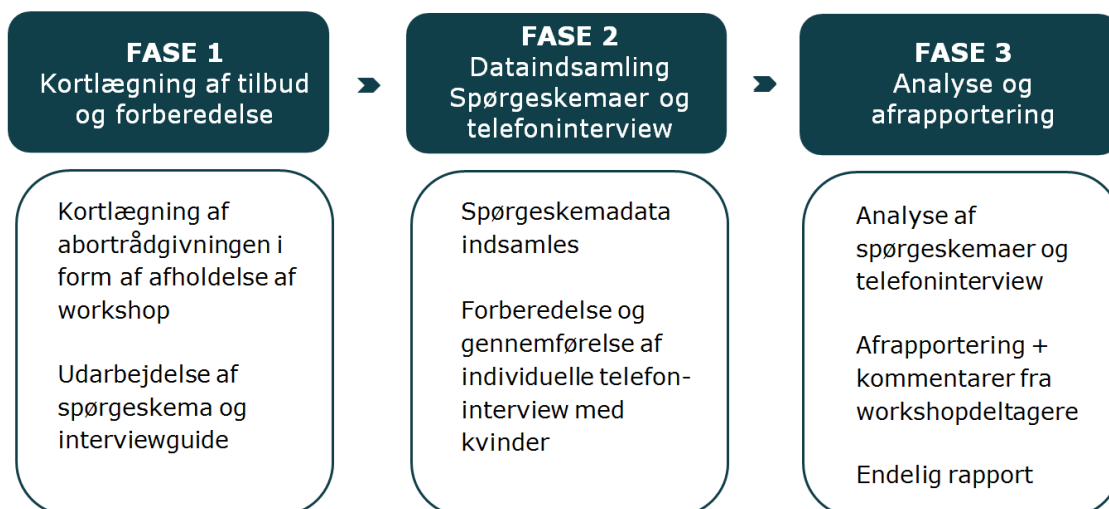 FASE 1
Kortlægning af tilbud
og forberedelse
FASE 2
Dataindsamling
Spørgeskemaer og
telefoninterview
FASE 3
Analyse og
afrapportering
Kortlægning af
abortrådgivningen i
form af afholdelse af
workshop
Udarbejdelse af
spørgeskema og
interviewguide
Spørgeskemadata
indsamles
Forberedelse og
gennemførelse af
individuelle telefon-
interview med
kvinder
Analyse af
spørgeskemaer og
telefoninterview
Afrapportering +
kommentarer fra
workshopdeltagere
Endelig rapport